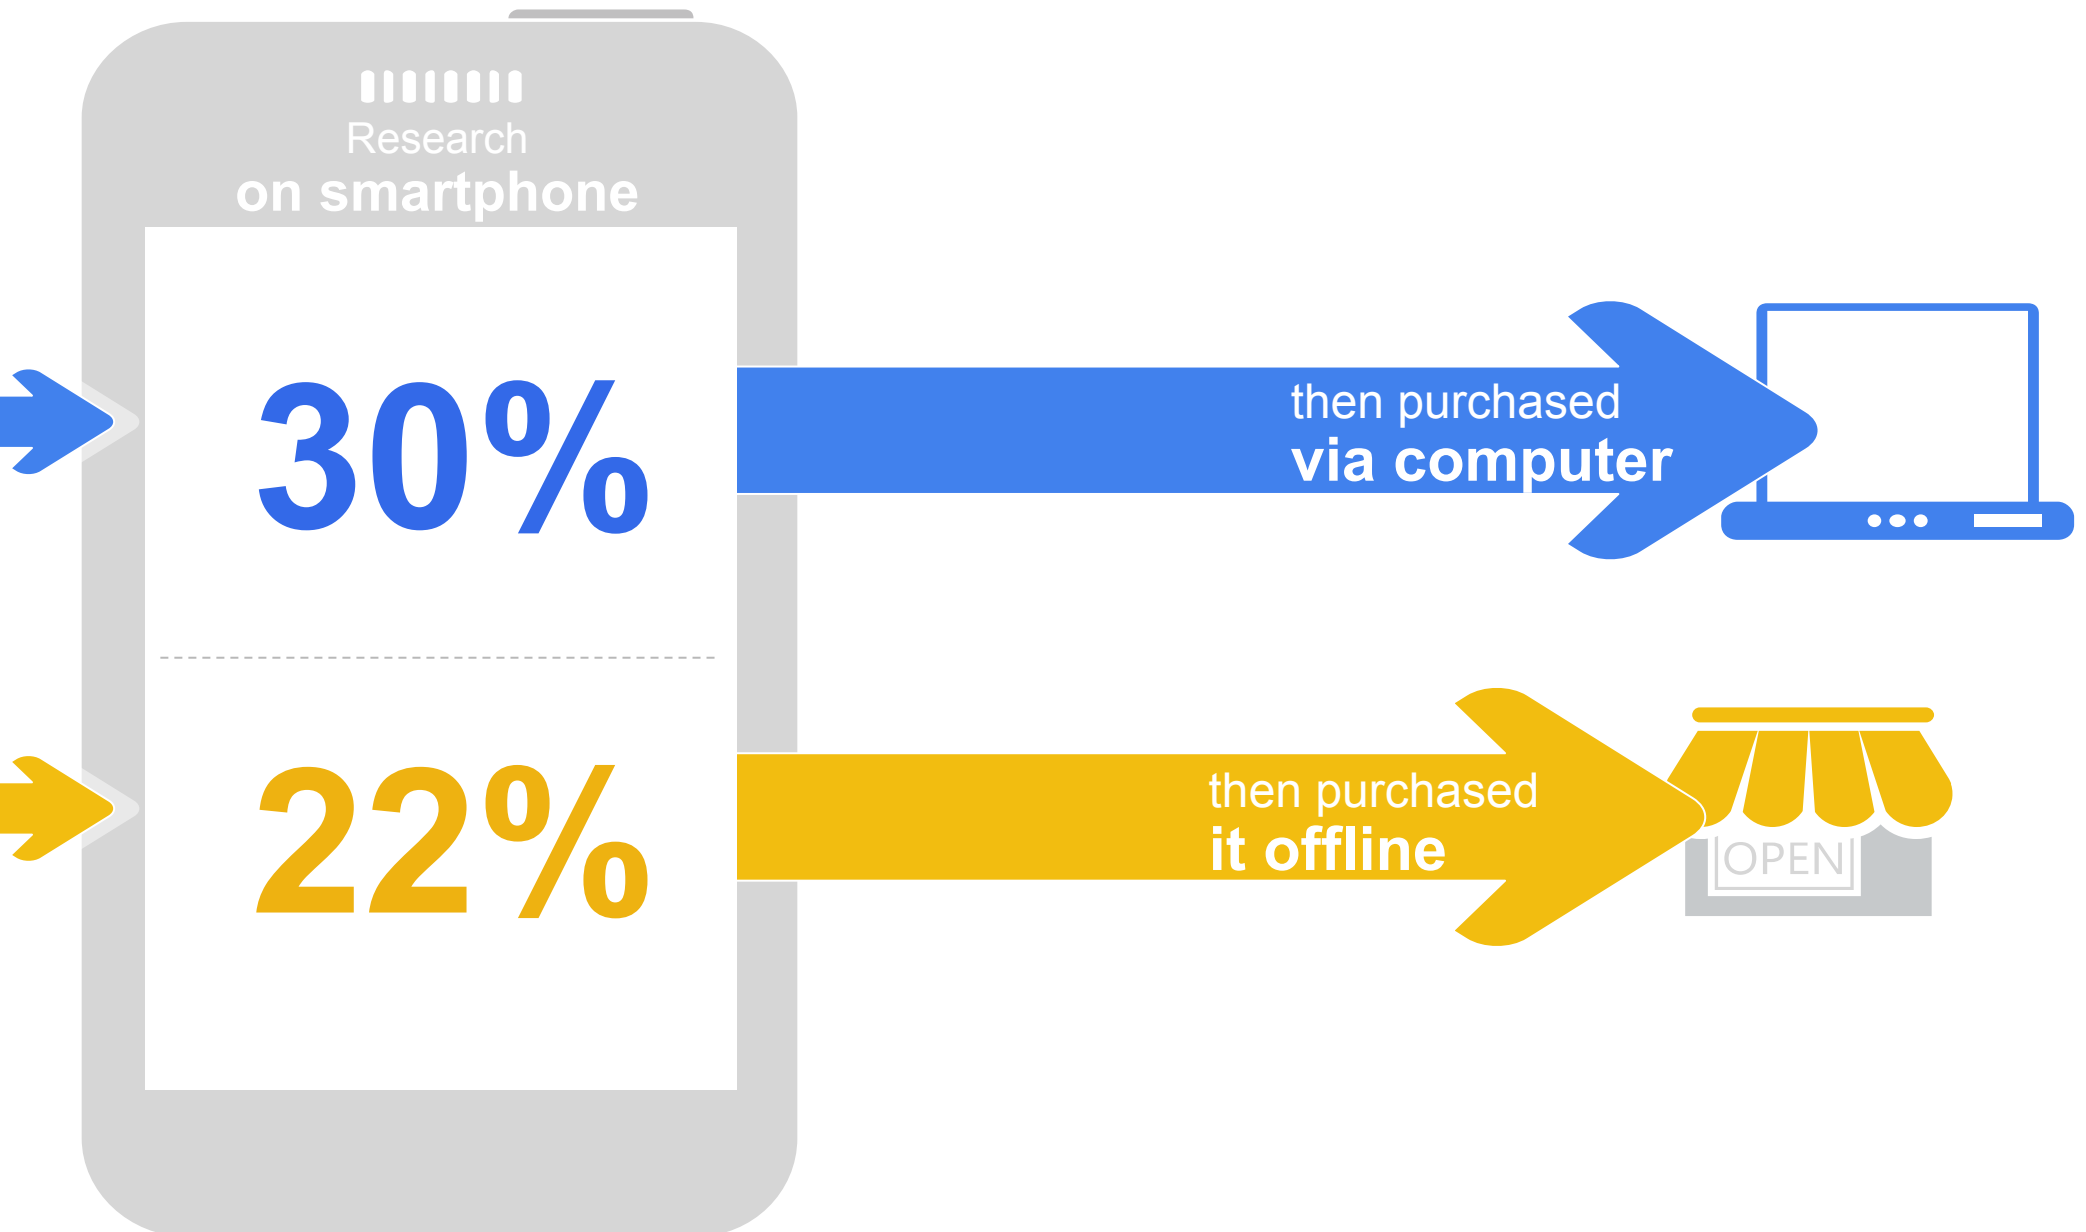 Research
on smartphone
30%
then purchased
via computer
22%
then purchased
it offline
OPEN